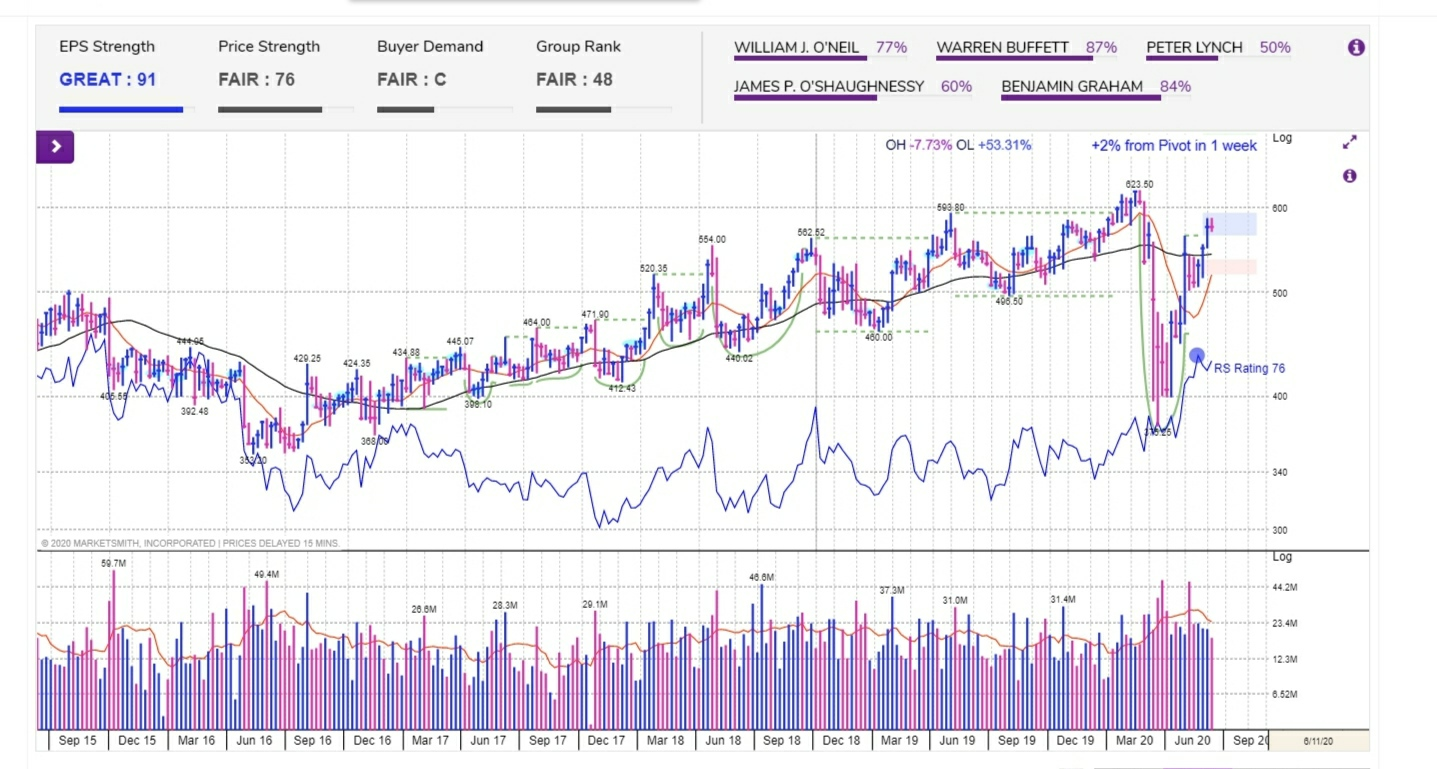 EPS Strength Price Strength Buyer Demand Group Rank
GREAT : 91 FAIR : 76 FAIR : C FAIR : 48
WILLIAM J. O'NEIL 77% WARREN BUFFETT 87% PETER LYNCH 50%
JAMES P. O'SHAUGHNESSY 60% BENJAMIN GRAHAM 84%
OH -7.73% OL +53.31% +2% from Pivot in 1 week Log
623.50
593.80
600
562.52
554.00
520.35
500
496.50
471.90
464.00
460.00
445.07
444.95
440.02
434.88
429.25
424.35
412.43
RS Rating 76
405.55
398.10
400
392.48
368.00
340
300
© 2020 MARKETSMITH, INCORPORATED | PRICES DELAYED 15 MINS.
Log
59.7M
49.4M
46.6M
44.2M
37.3M
31.0M
31.4M
29.1M
28.3M
26.6M
23.4M
12.3M
6.52M
Sep 15 Dec 15 Mar 16 Jun 16 Sep 16 Dec 16 Mar 17 Jun 17 Sep 17 Dec 17 Mar 18 Jun 18 Sep 18 Dec 18 Mar 19 Jun 19 Sep 19 Dec 19 Mar 20 Jun 20 Sep 20 6/11/20